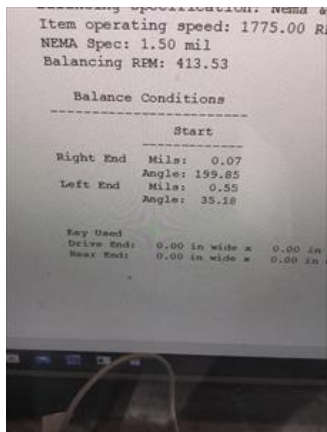 Item operating speed: 1775.00
NEMA Spec: 1.50 mil
Balancing RPM: 413.53
Balance Conditions
Start
Right End Mils: 0.07
Angle: 199.85
Left End Mils: 0.55
Angle: 35.18
Key Used
Drive End: 0.00 in wide x 0.00 in
Rear End: 0.00 in wide x 0.00 in